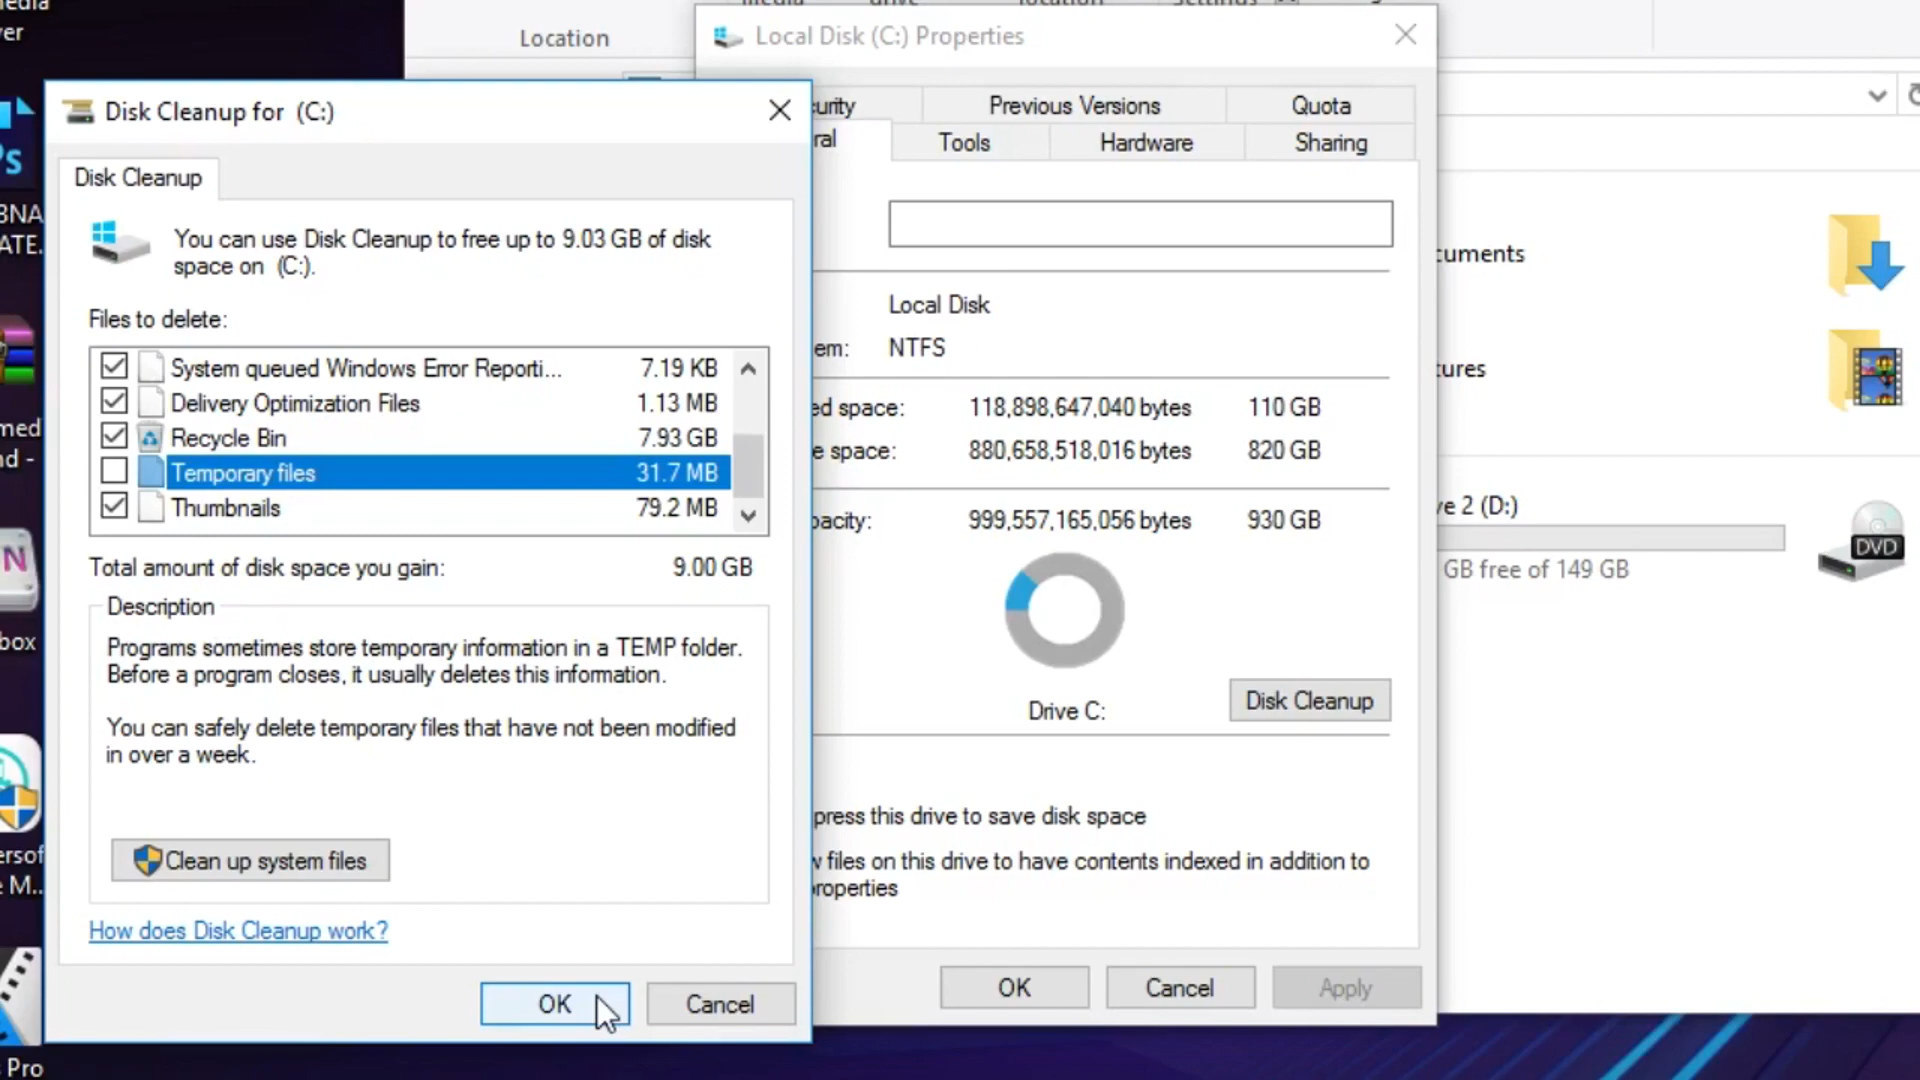 Location
Local Disk (C:) Properties
Disk Cleanup for (C:)
Previous Versions
Quota
Tools
Hardware
Sharing
Disk Cleanup
You can use Disk Cleanup to free up to 9.03 GB of disk
space on (C:).
Files to delete:
System queued Windows Error Reporti... 7.19 KB
Delivery Optimization Files 1.13 MB
Recycle Bin 7.93 GB
Temporary files 31.7 MB
Thumbnails 79.2 MB
Total amount of disk space you gain: 9.00 GB
Description
Programs sometimes store temporary information in a TEMP folder.
Before a program closes, it usually deletes this information.
You can safely delete temporary files that have not been modified
in over a week.
Clean up system files
How does Disk Cleanup work?
OK
Cancel
Local Disk
em: NTFS
ed space: 118,898,647,040 bytes 110 GB
e space: 880,658,518,016 bytes 820 GB
pacity: 999,557,165,056 bytes 930 GB
Drive C:
Disk Cleanup
press this drive to save disk space
w files on this drive to have contents indexed in addition to
properties
OK
Cancel
Apply
cuments
tures
ve 2 (D:)
GB free of 149 GB
DVD
BNA
ATE.
med
nd -
box
ersof
e M...
Pro